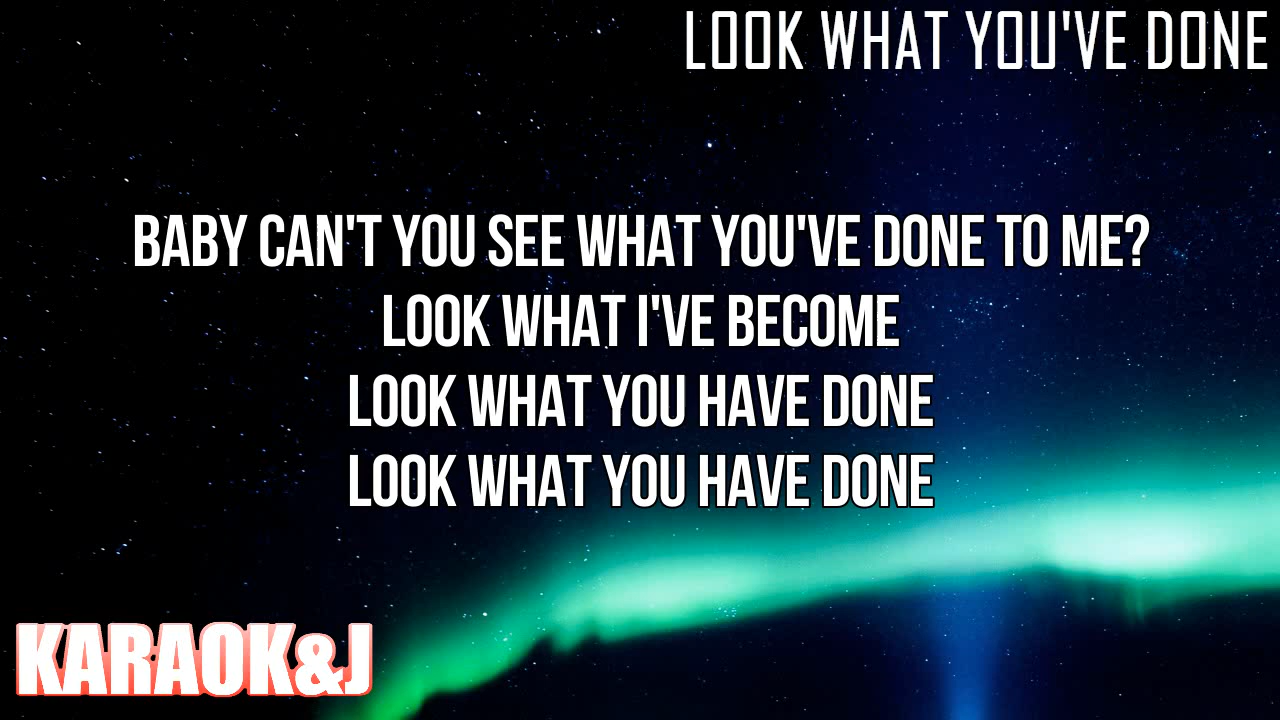 LOOK WHAT YOU'VE DONE
BABY CAN'T YOU SEE WHAT YOU'VE DONE TO ME?
LOOK WHAT I'VE BECOME
LOOK WHAT YOU HAVE DONE
LOOK WHAT YOU HAVE DONE
KARAOK&J